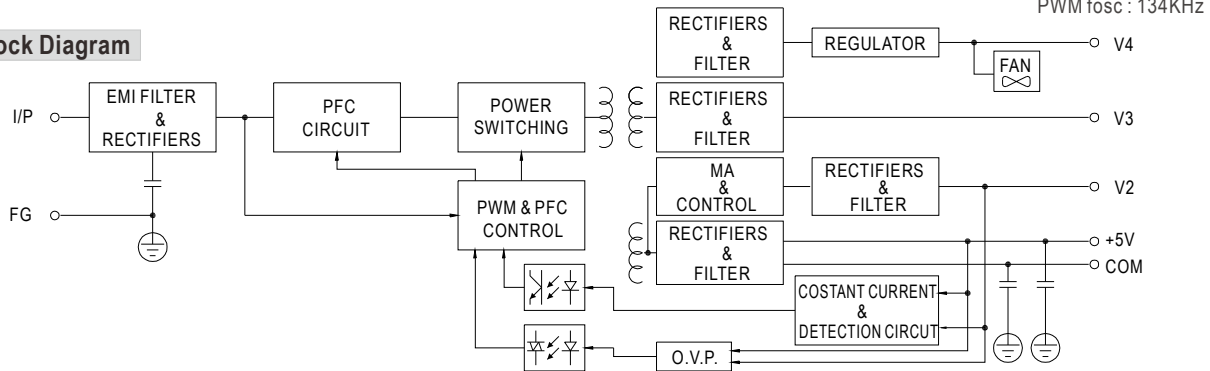 PWM fosc : 134KHz
ock Diagram
RECTIFIERS
&
FILTER
REGULATOR
V4
FAN
I/P
EMI FILTER
&
RECTIFIERS
PFC
CIRCUIT
POWER
SWITCHING
RECTIFIERS
&
FILTER
V3
MA
&
CONTROL
RECTIFIERS
&
FILTER
V2
FG
PWM & PFC
CONTROL
RECTIFIERS
&
FILTER
+5V
COM
COSTANT CURRENT
&
DETECTION CIRCUT
O.V.P.